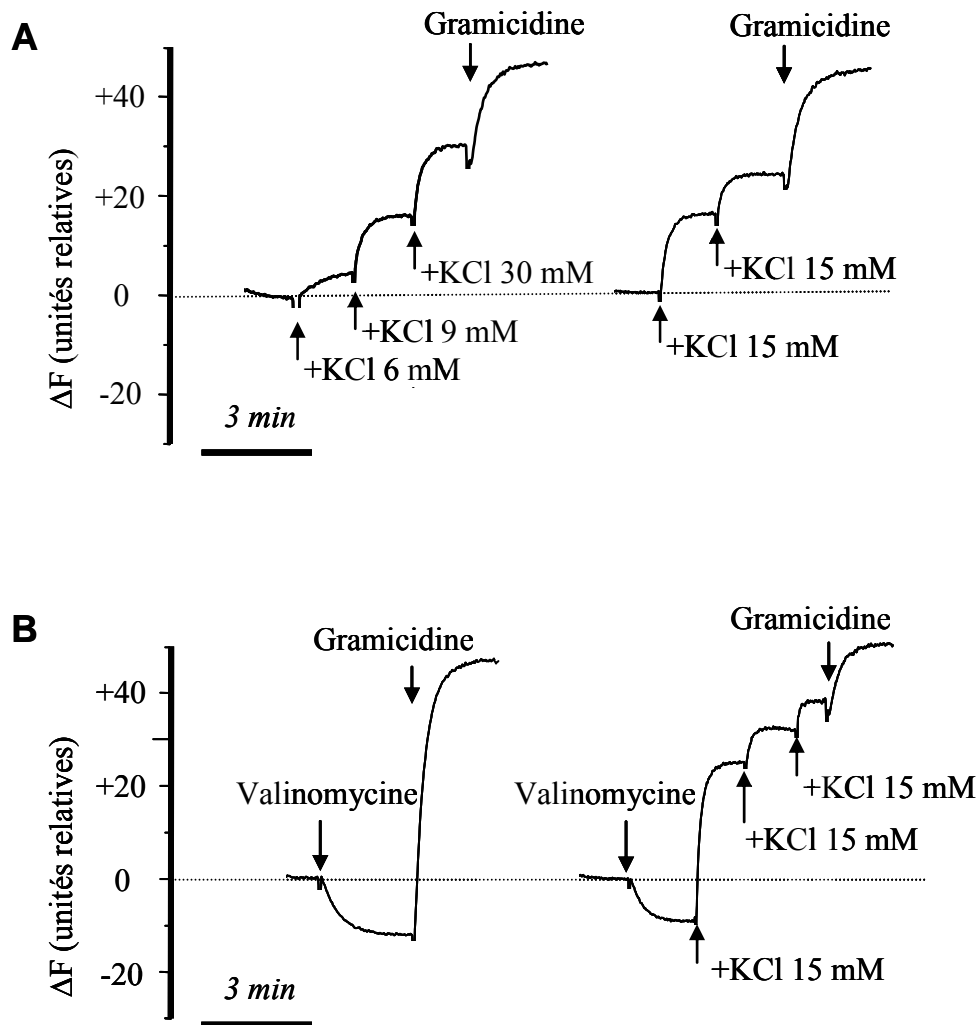 A
Gramicidine
Gramicidine
+40
+20
0
-20
ΔF (unités relatives)
+KCl 30 mM
+KCl 9 mM
+KCl 6 mM
+KCl 15 mM
+KCl 15 mM
3 min
B
Gramicidine
Gramicidine
+40
+20
0
-20
ΔF (unités relatives)
Valinomycine
Valinomycine
+KCl 15 mM
+KCl 15 mM
+KCl 15 mM
3 min